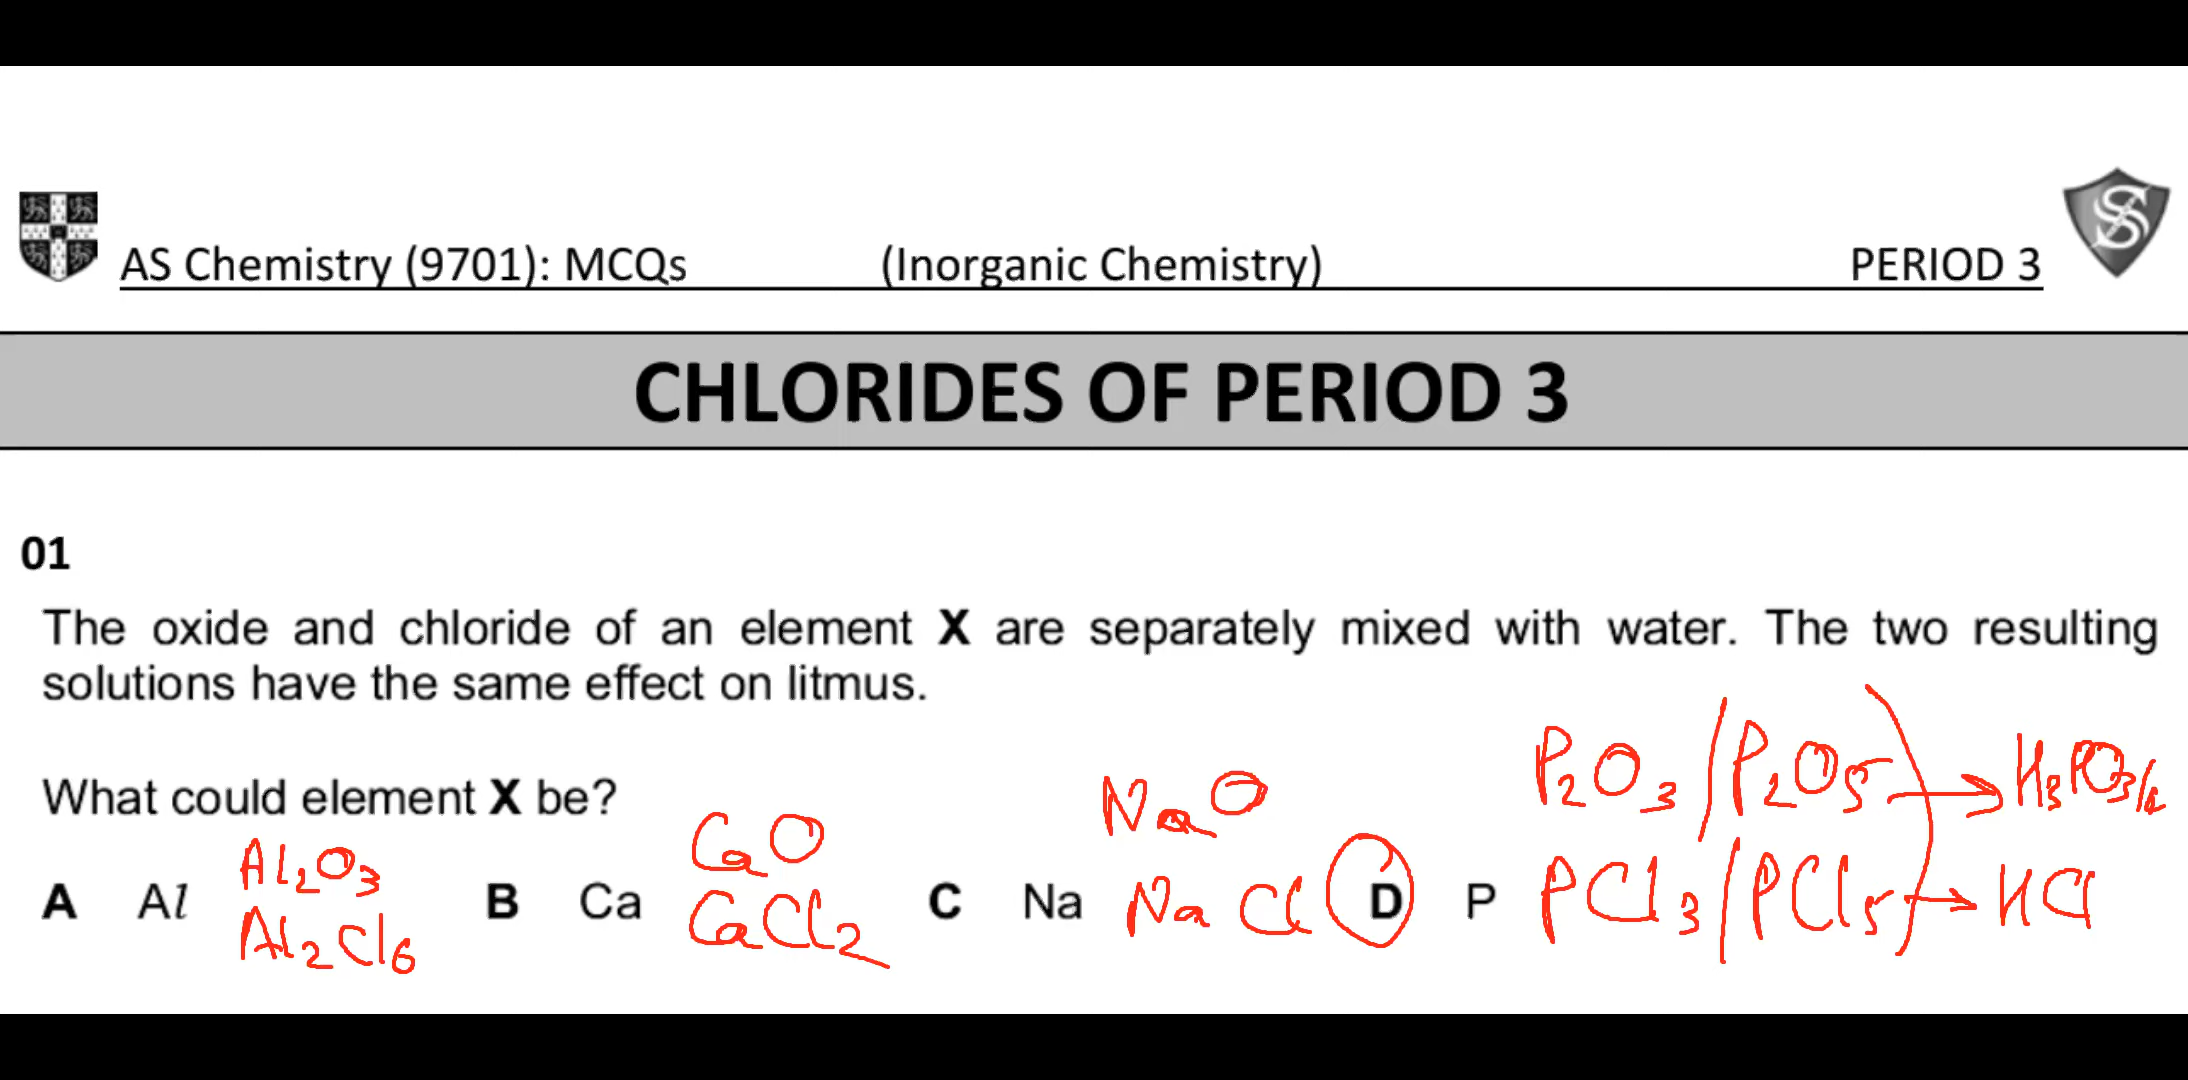 AS Chemistry (9701): MCQs (Inorganic Chemistry) PERIOD 3
CHLORIDES OF PERIOD 3
01
The oxide and chloride of an element X are separately mixed with water. The two resulting
solutions have the same effect on litmus.
What could element X be?
P2O3 / P2O5 → H3PO3/4
Al2O3 CaO NaO
A Al B Ca C Na D P
Al2Cl6 CaCl2 NaCl PCl3 / PCl5 → HCl